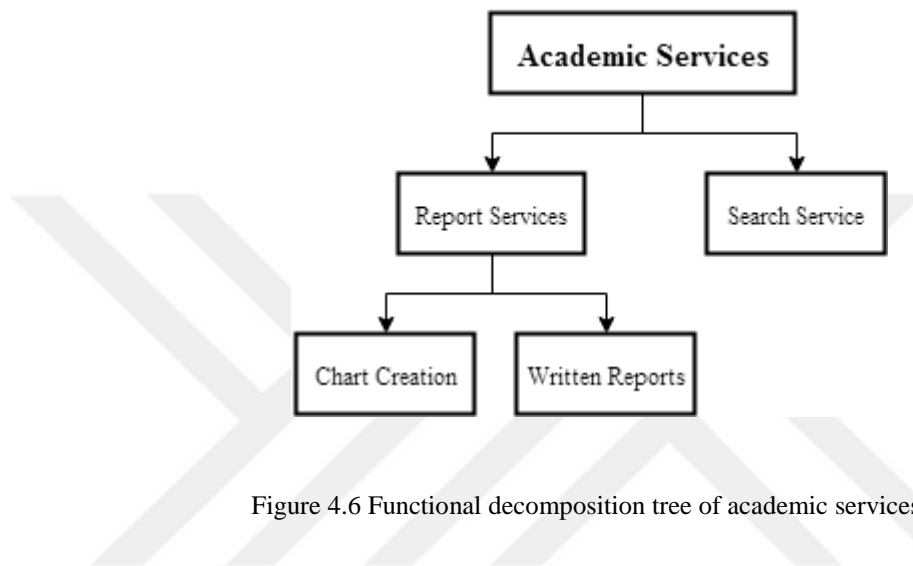 Academic Services
Report Services
Search Service
Chart Creation
Written Reports
Figure 4.6 Functional decomposition tree of academic services